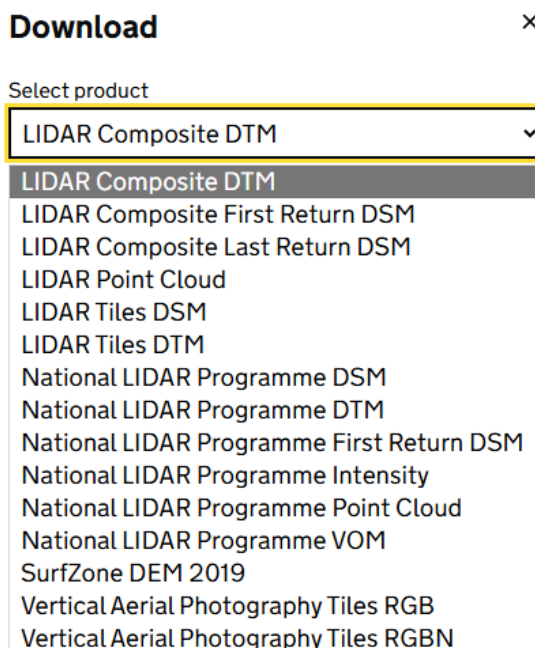 Download
Select product
LIDAR Composite DTM
LIDAR Composite DTM
LIDAR Composite First Return DSM
LIDAR Composite Last Return DSM
LIDAR Point Cloud
LIDAR Tiles DSM
LIDAR Tiles DTM
National LIDAR Programme DSM
National LIDAR Programme DTM
National LIDAR Programme First Return DSM
National LIDAR Programme Intensity
National LIDAR Programme Point Cloud
National LIDAR Programme VOM
SurfZone DEM 2019
Vertical Aerial Photography Tiles RGB
Vertical Aerial Photography Tiles RGBN